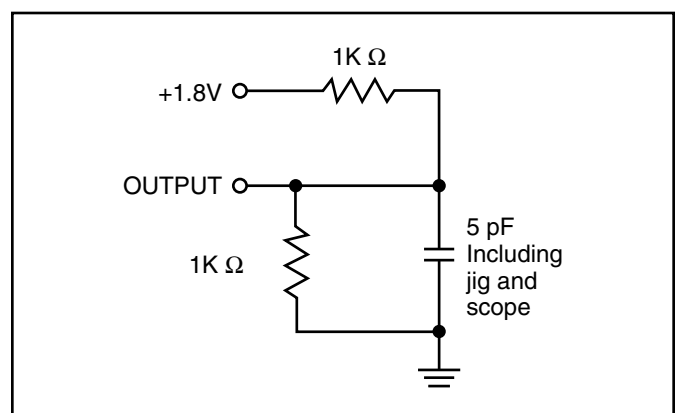 1K Ω
+1.8V
OUTPUT
1K Ω
5 pF
Including
jig and
scope